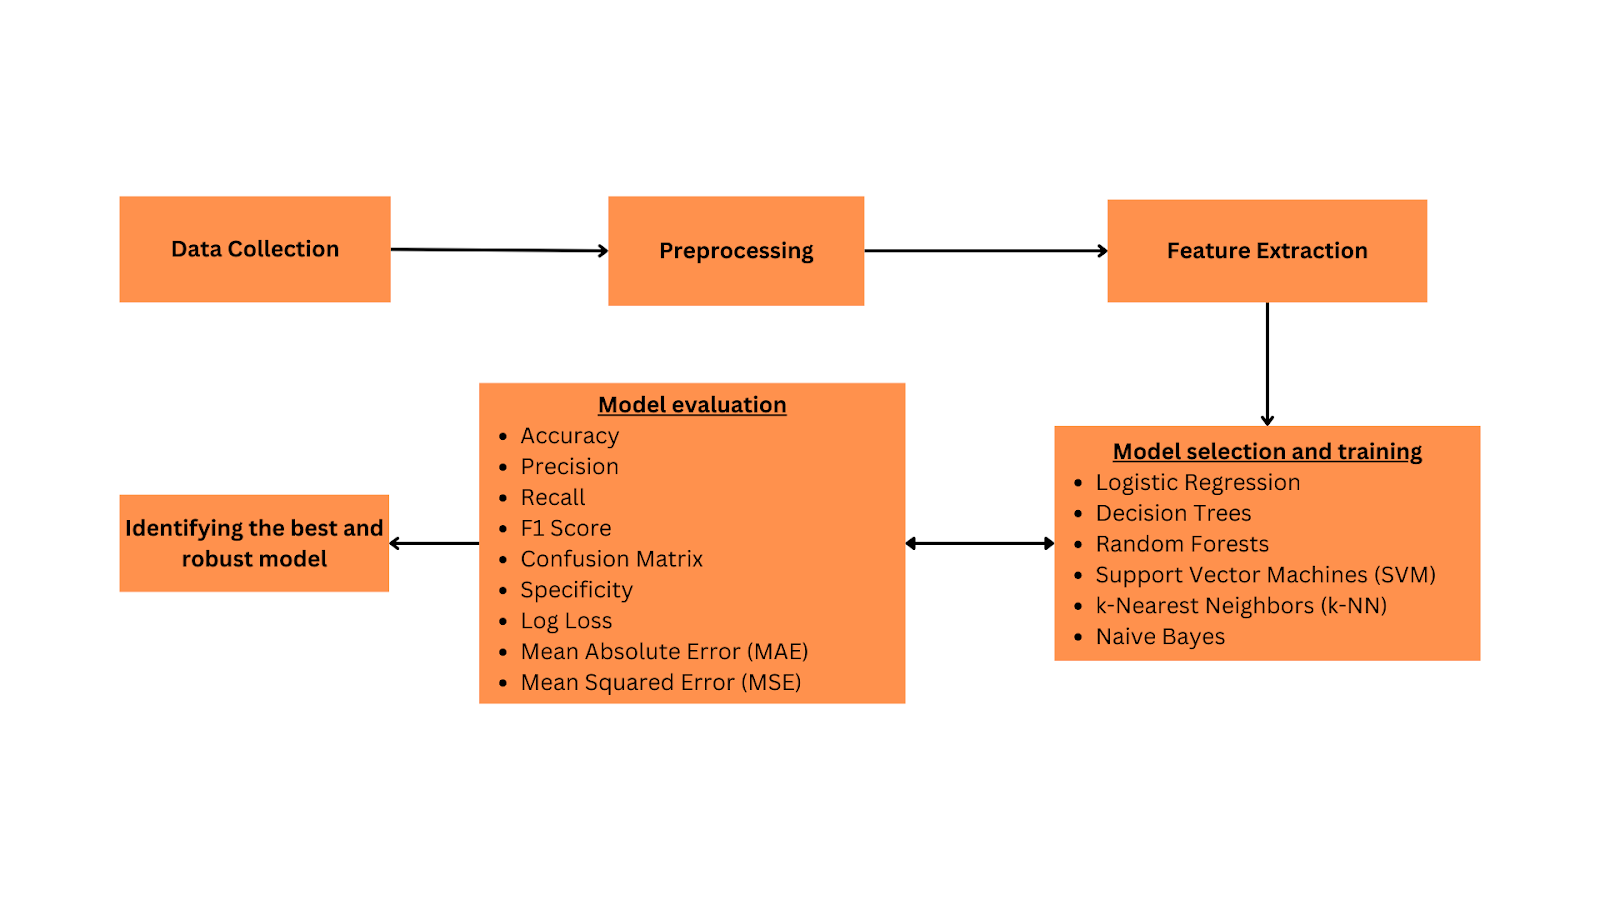 Data Collection
Preprocessing
Feature Extraction
Model evaluation
• Accuracy
• Precision
• Recall
• F1 Score
• Confusion Matrix
• Specificity
• Log Loss
• Mean Absolute Error (MAE)
• Mean Squared Error (MSE)
Model selection and training
• Logistic Regression
• Decision Trees
• Random Forests
• Support Vector Machines (SVM)
• k-Nearest Neighbors (k-NN)
• Naive Bayes
Identifying the best and
robust model